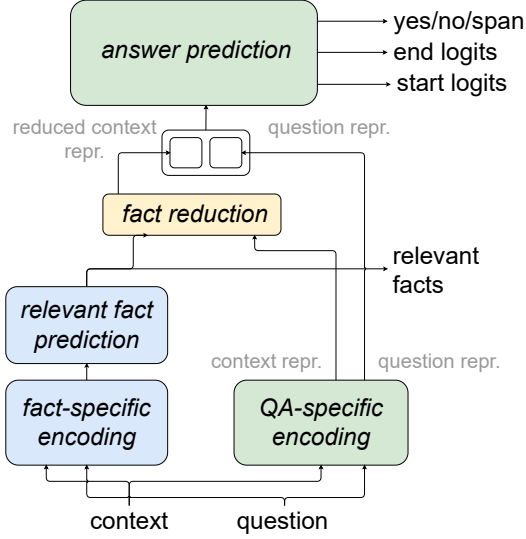 answer prediction
yes/no/span
end logits
start logits
reduced context
repr.
question repr.
fact reduction
relevant
facts
relevant fact
prediction
context repr.
question repr.
fact-specific
encoding
QA-specific
encoding
context
question